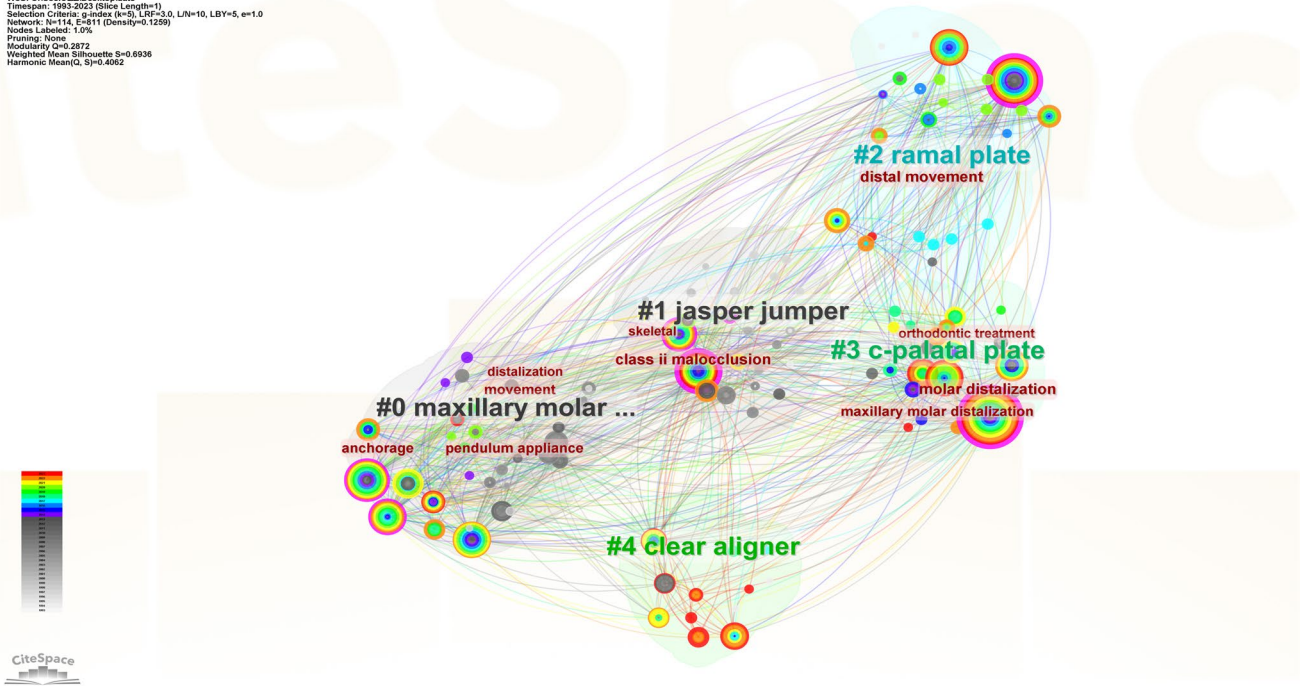 Timespan: 1993-2023 (Slice Length=1)
Selection Criteria: g-index (k=5), LRF=3.0, L/N=10, LBY=5, e=1.0
Network: N=114, E=811 (Density=0.1259)
Nodes Labeled: 1.0%
Pruning: None
Modularity Q=0.2872
Weighted Mean Silhouette S=0.6936
Harmonic Mean(Q, S)=0.4062
#2 ramal plate
distal movement
#1 jasper jumper
skeletal
orthodontic treatment
#3 c-palatal plate
class ii malocclusion
distalization
movement
molar distalization
#0 maxillary molar ...
maxillary molar distalization
anchorage
pendulum appliance
#4 clear aligner
CiteSpace